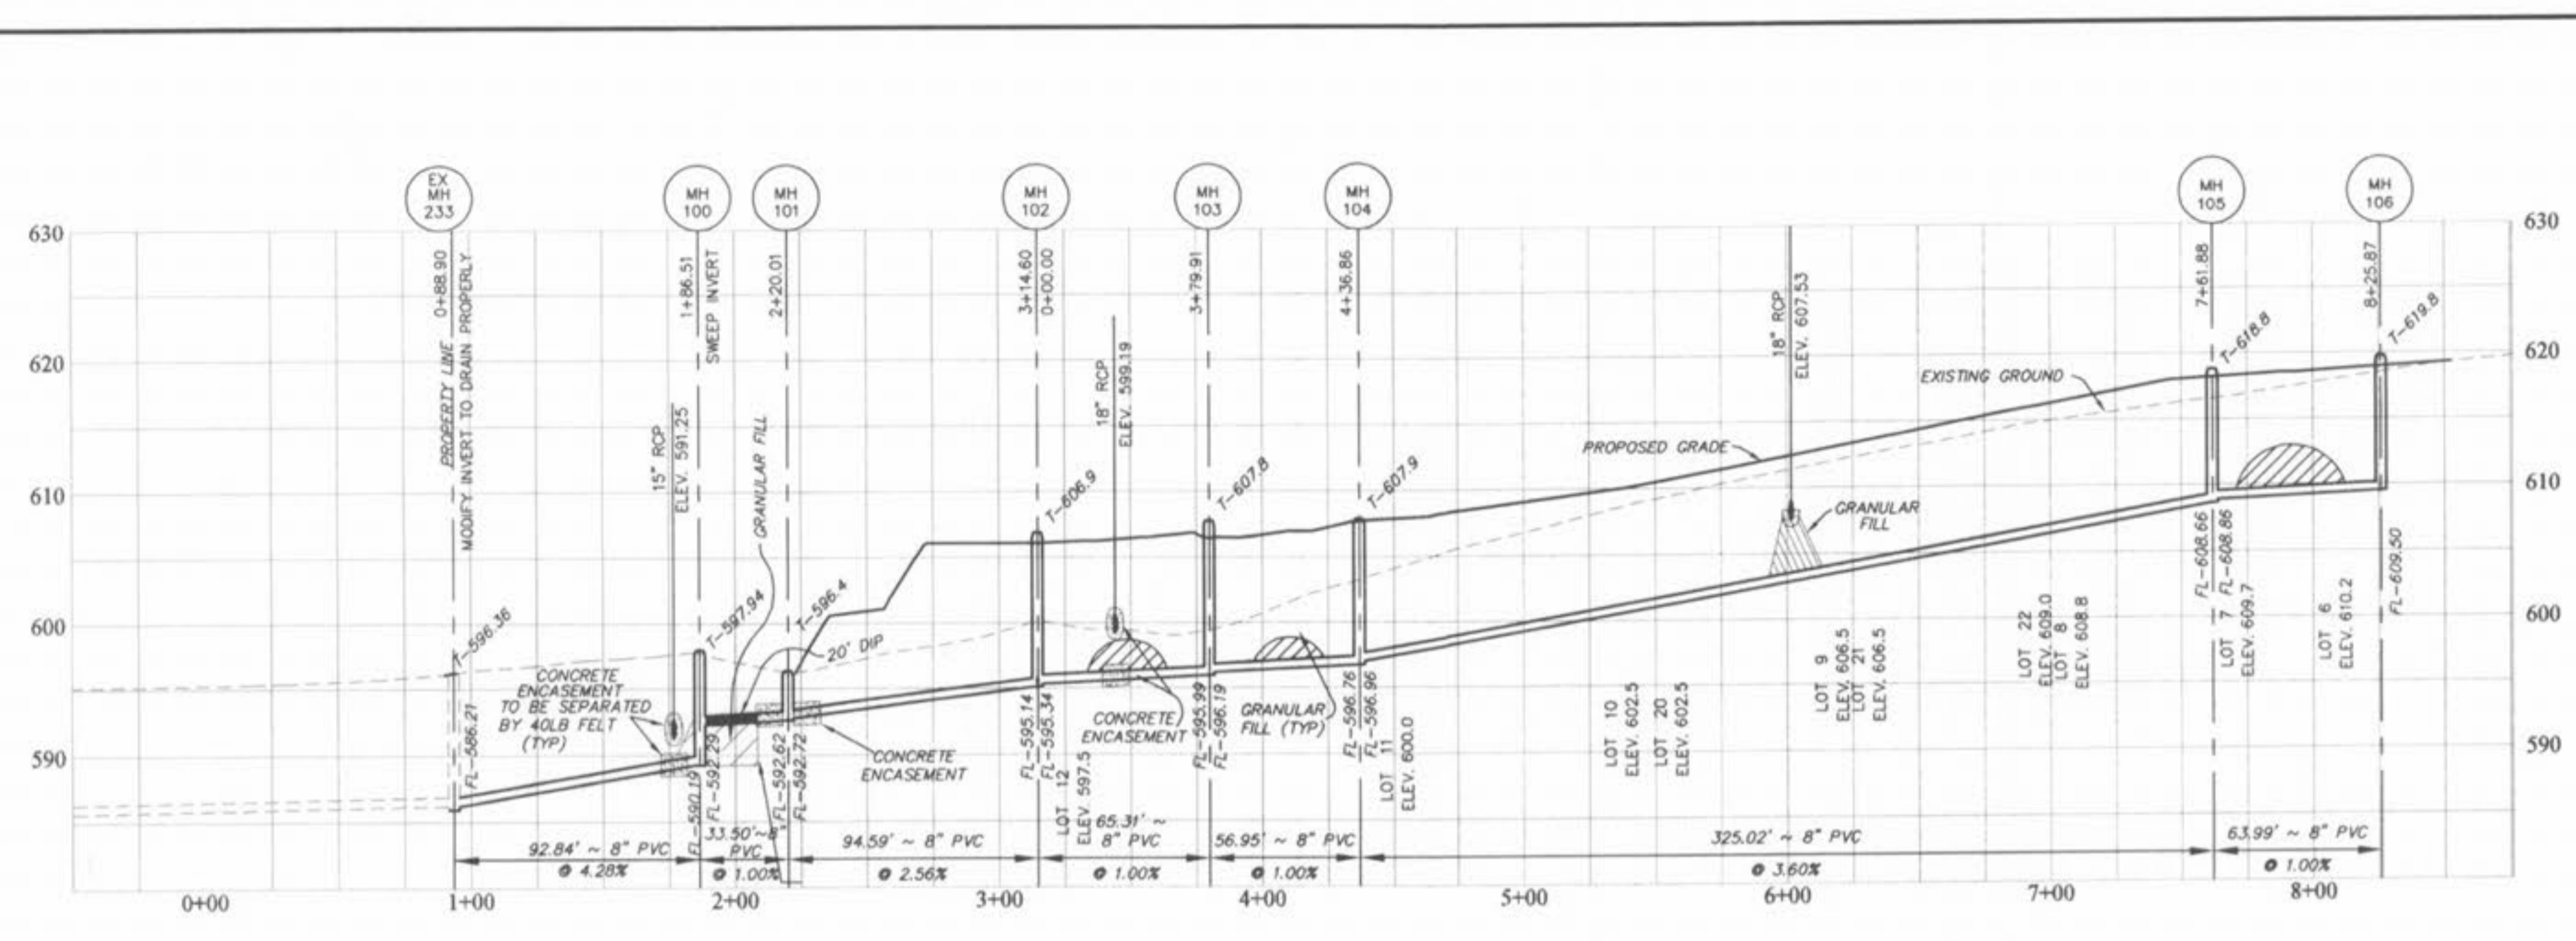 EX
MH
233
MH
100
MH
101
MH
102
MH
103
MH
104
MH
105
MH
106
630
630
620
620
610
610
600
600
590
590
0+88.90
PROPERTY LINE
MODIFY INVERT TO DRAIN PROPERLY
1+86.51
SWEEP INVERT
2+20.01
3+14.60
0+00.00
3+79.91
4+36.86
7+61.88
8+25.87
15" RCP
ELEV. 591.25
GRANULAR FILL
18" RCP
ELEV. 599.19
18" RCP
ELEV. 607.53
T-596.36
T-597.94
T-596.4
T-606.9
T-607.8
T-607.9
T-618.8
T-619.8
EXISTING GROUND
PROPOSED GRADE
GRANULAR
FILL
20' DIP
CONCRETE
ENCASEMENT
TO BE SEPARATED
BY 40LB FELT
(TYP)
CONCRETE
ENCASEMENT
CONCRETE
ENCASEMENT
GRANULAR
FILL (TYP)
FL-586.21
FL-590.19
FL-592.29
FL-592.62
FL-592.72
FL-595.14
FL-595.34
FL-595.99
FL-596.19
FL-596.76
FL-596.96
FL-608.66
FL-608.86
FL-609.50
LOT 12
ELEV. 597.5
LOT 11
ELEV. 600.0
LOT 10
ELEV. 602.5
LOT 20
ELEV. 602.5
LOT 9
ELEV. 606.5
LOT 21
ELEV. 606.5
LOT 22
ELEV. 609.0
LOT 8
ELEV. 608.8
LOT 7
ELEV. 609.7
LOT 6
ELEV. 610.2
92.84' ~ 8" PVC
@ 4.28%
33.50'~8"
PVC
@ 1.00%
94.59' ~ 8" PVC
@ 2.56%
65.31' ~
8" PVC
@ 1.00%
56.95' ~ 8" PVC
@ 1.00%
325.02' ~ 8" PVC
@ 3.60%
63.99' ~ 8" PVC
@ 1.00%
0+00
1+00
2+00
3+00
4+00
5+00
6+00
7+00
8+00